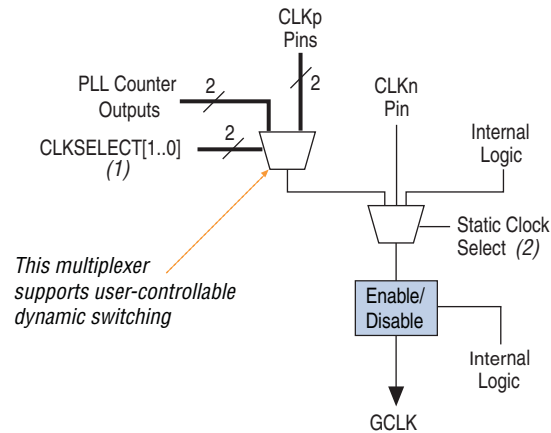 CLKp
Pins
2
PLL Counter
Outputs
2
CLKn
Pin
CLKSELECT[1..0]
(1)
2
Internal
Logic
Static Clock
Select (2)
This multiplexer
supports user-controllable
dynamic switching
Enable/
Disable
Internal
Logic
GCLK